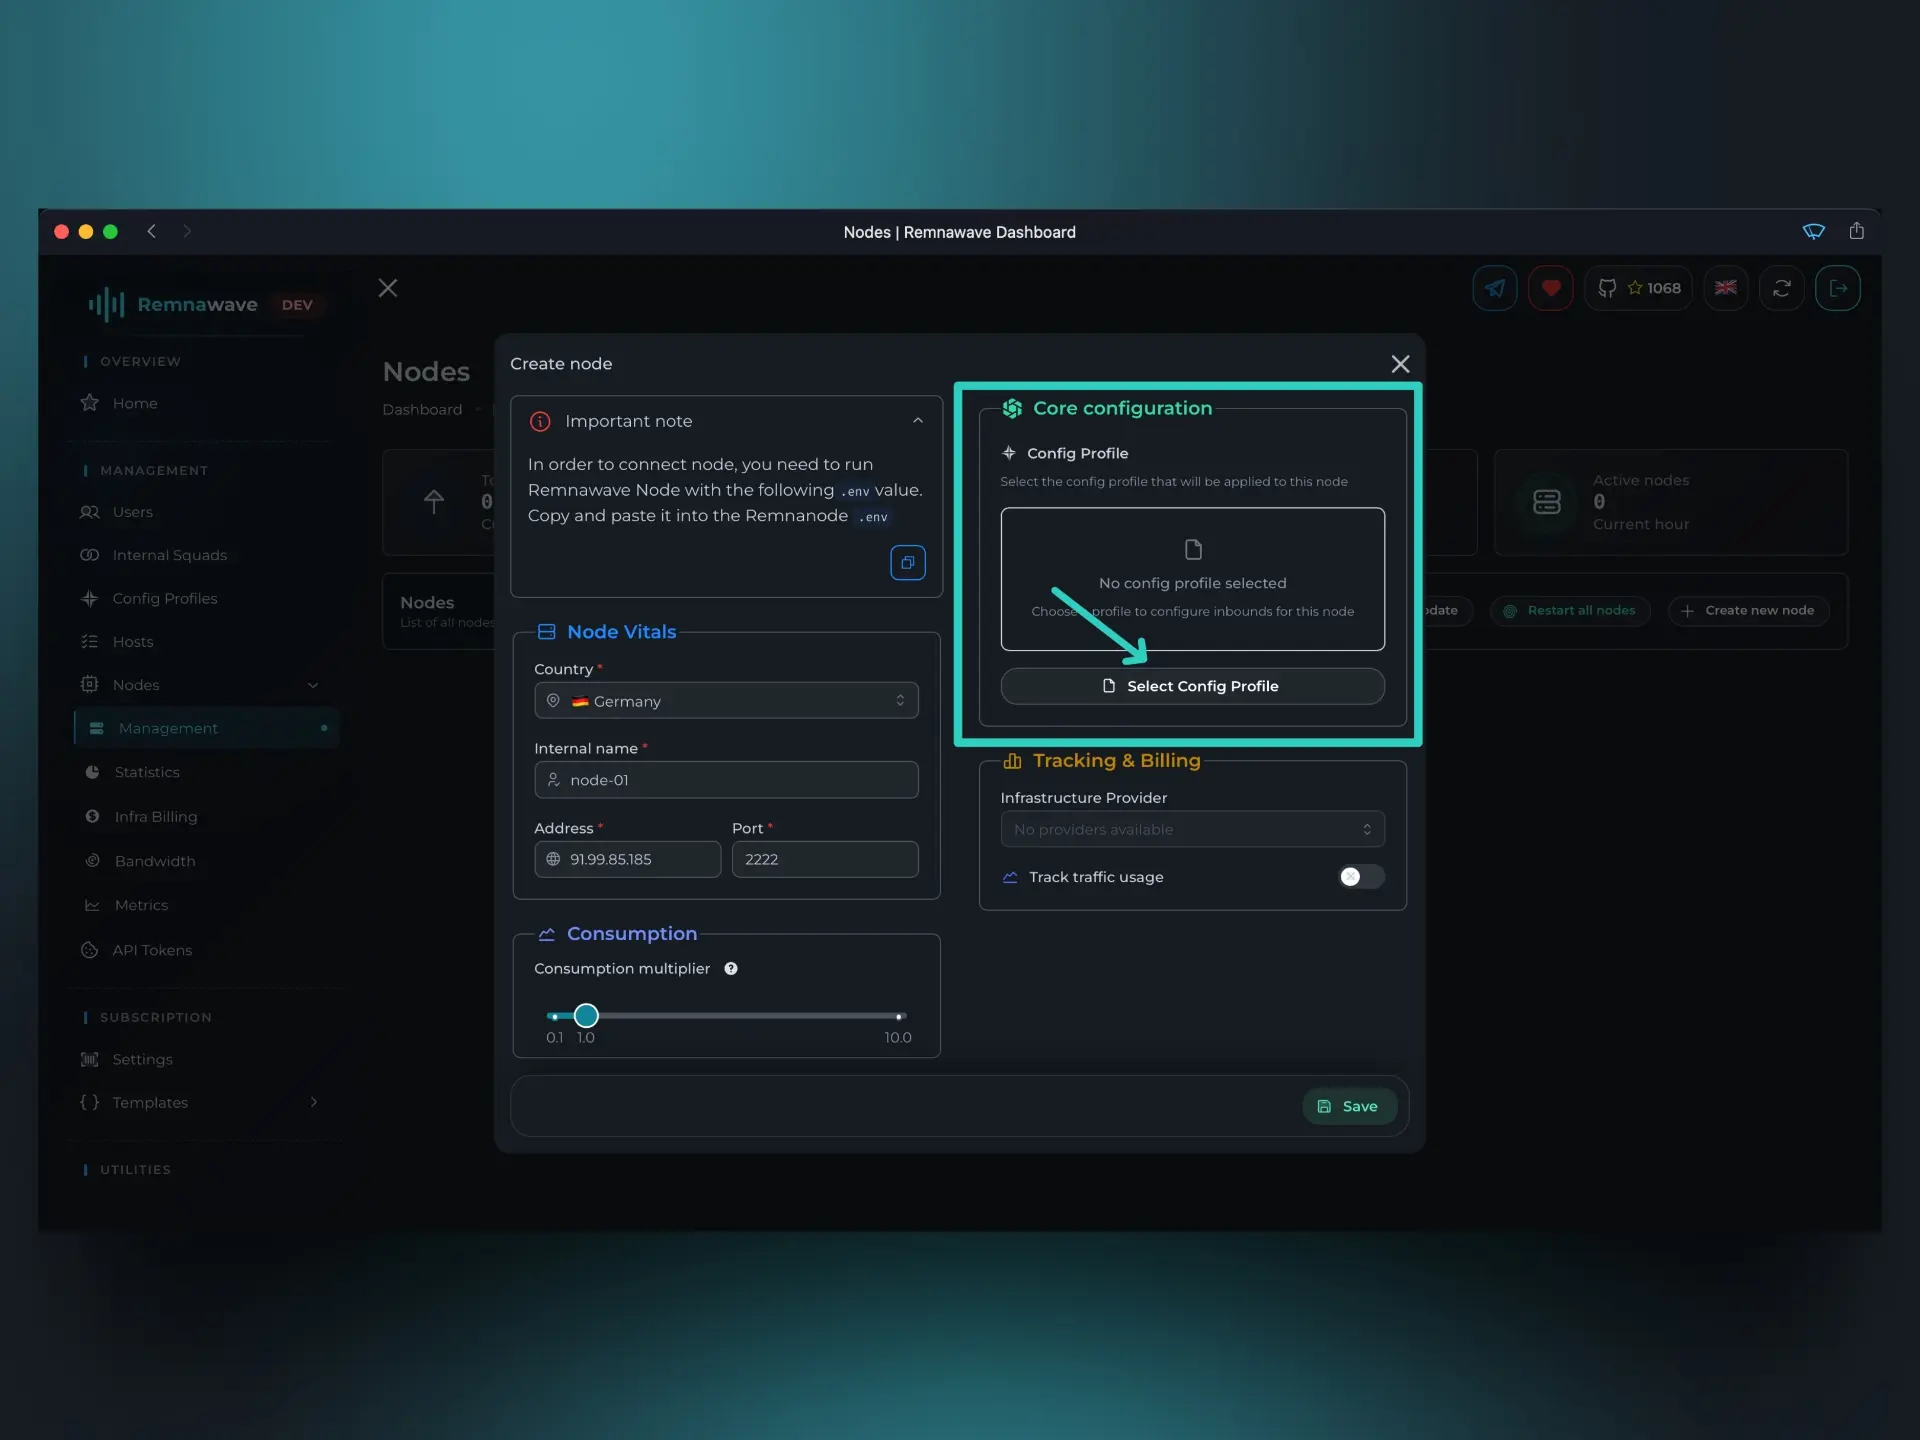 Nodes | Remnawave Dashboard
Remnawave DEV
1068
OVERVIEW
Home
MANAGEMENT
Users
Internal Squads
Config Profiles
Hosts
Nodes
Management
Statistics
Infra Billing
Bandwidth
Metrics
API Tokens
SUBSCRIPTION
Settings
Templates
UTILITIES
Nodes
Dashboard
0
Nodes
List of all nodes
Active nodes
0
Current hour
Restart all nodes
Create new node
Create node
Important note
In order to connect node, you need to run
Remnawave Node with the following .env value.
Copy and paste it into the Remnanode .env
Node Vitals
Country *
Germany
Internal name *
node-01
Address * Port *
91.99.85.185 2222
Consumption
Consumption multiplier ?
0.1 1.0 10.0
Core configuration
Config Profile
Select the config profile that will be applied to this node
No config profile selected
Choose profile to configure inbounds for this node
Select Config Profile
Tracking & Billing
Infrastructure Provider
No providers available
Track traffic usage
Save